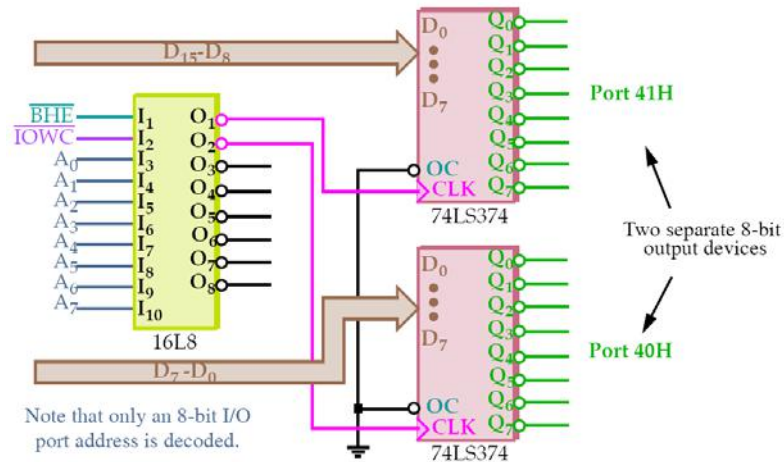 D15-D8
BHE
IOWC
A0
A1
A2
A3
A4
A5
A6
A7
I1
I2
I3
I4
I5
I6
I7
I8
I9
I10
O1
O2
O3
O4
O5
O6
O7
O8
16L8
D7-D0
Note that only an 8-bit I/O
port address is decoded.
D0
D7
OC
CLK
Q0
Q1
Q2
Q3
Q4
Q5
Q6
Q7
74LS374
Port 41H
Two separate 8-bit
output devices
D0
D7
OC
CLK
Q0
Q1
Q2
Q3
Q4
Q5
Q6
Q7
74LS374
Port 40H